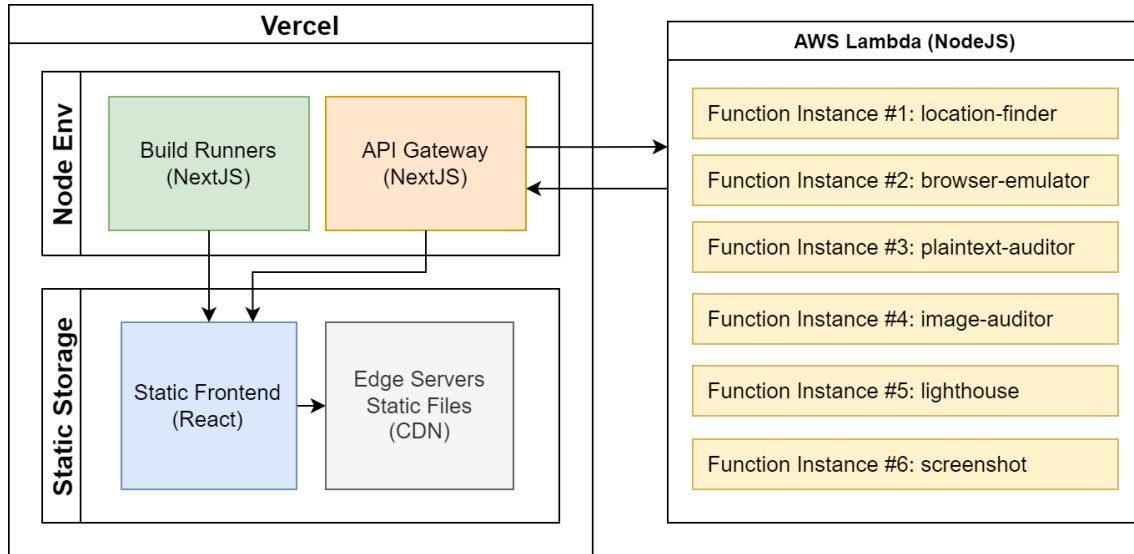 Vercel
Node Env
Build Runners
(NextJS)
API Gateway
(NextJS)
Static Storage
Static Frontend
(React)
Edge Servers
Static Files
(CDN)
AWS Lambda (NodeJS)
Function Instance #1: location-finder
Function Instance #2: browser-emulator
Function Instance #3: plaintext-auditor
Function Instance #4: image-auditor
Function Instance #5: lighthouse
Function Instance #6: screenshot